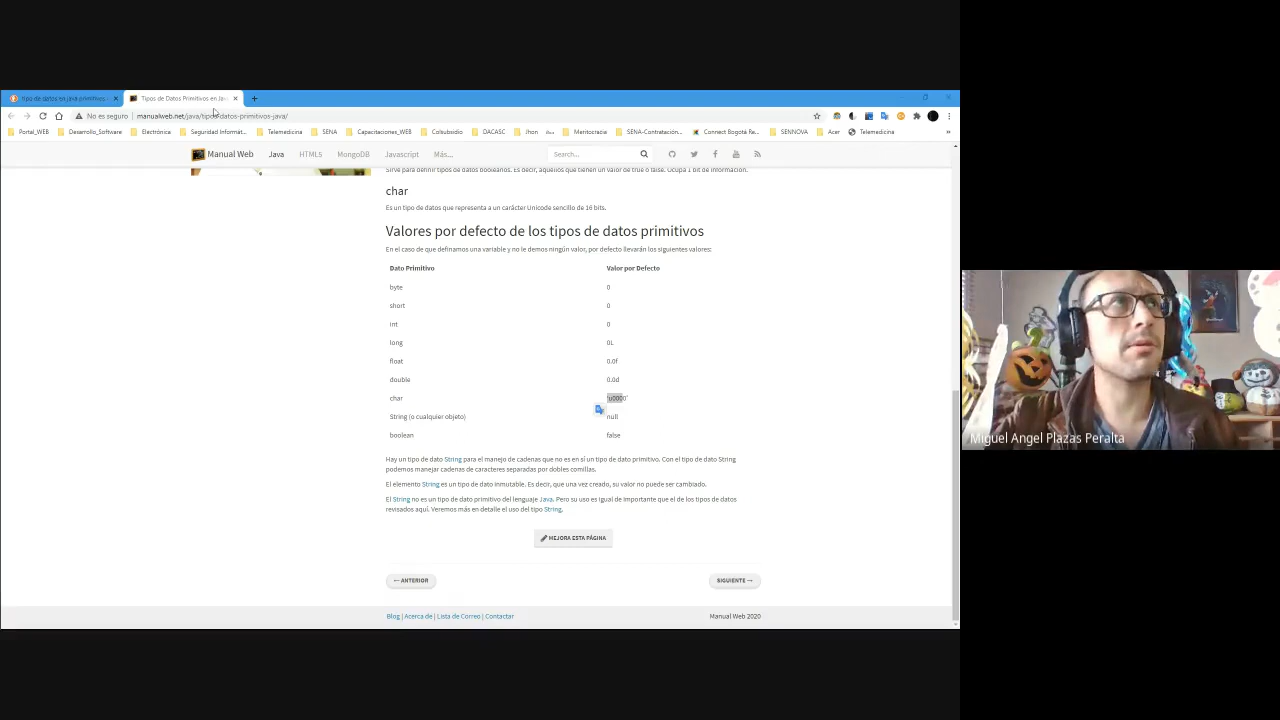 tipo de datos en java primitivos -
Tipos de Datos Primitivos en Jav
No es seguro | manualweb.net/java/tipos-datos-primitivos-java/
Portal_WEB Desarrollo_Software Electrónica Seguridad Informát... Telemedicina SENA Capacitaciones_WEB Colsubsidio DACASC Jhon Meritocracia SENA-Contratación... Connect Bogotá Re... SENNOVA Acer Telemedicina »
Manual Web Java HTML5 MongoDB Javascript Más... Search...
Sirve para definir tipos de datos booleanos. Es decir, aquellos que tienen un valor de true o false. Ocupa 1 bit de información.
char
Es un tipo de datos que representa a un carácter Unicode sencillo de 16 bits.
Valores por defecto de los tipos de datos primitivos
En el caso de que definamos una variable y no le demos ningún valor, por defecto llevarán los siguientes valores:
Dato Primitivo Valor por Defecto
byte 0
short 0
int 0
long 0L
float 0.0f
double 0.0d
char 'u0000'
String (o cualquier objeto) null
boolean false
Hay un tipo de dato String para el manejo de cadenas que no es en sí un tipo de dato primitivo. Con el tipo de dato String
podemos manejar cadenas de caracteres separadas por dobles comillas.
El elemento String es un tipo de dato inmutable. Es decir, que una vez creado, su valor no puede ser cambiado.
El String no es un tipo de dato primitivo del lenguaje Java. Pero su uso es igual de importante que el de los tipos de datos
revisados aquí. Veremos más en detalle el uso del tipo String.
MEJORA ESTA PÁGINA
← ANTERIOR SIGUIENTE →
Blog | Acerca de | Lista de Correo | Contactar Manual Web 2020
Miguel Angel Plazas Peralta